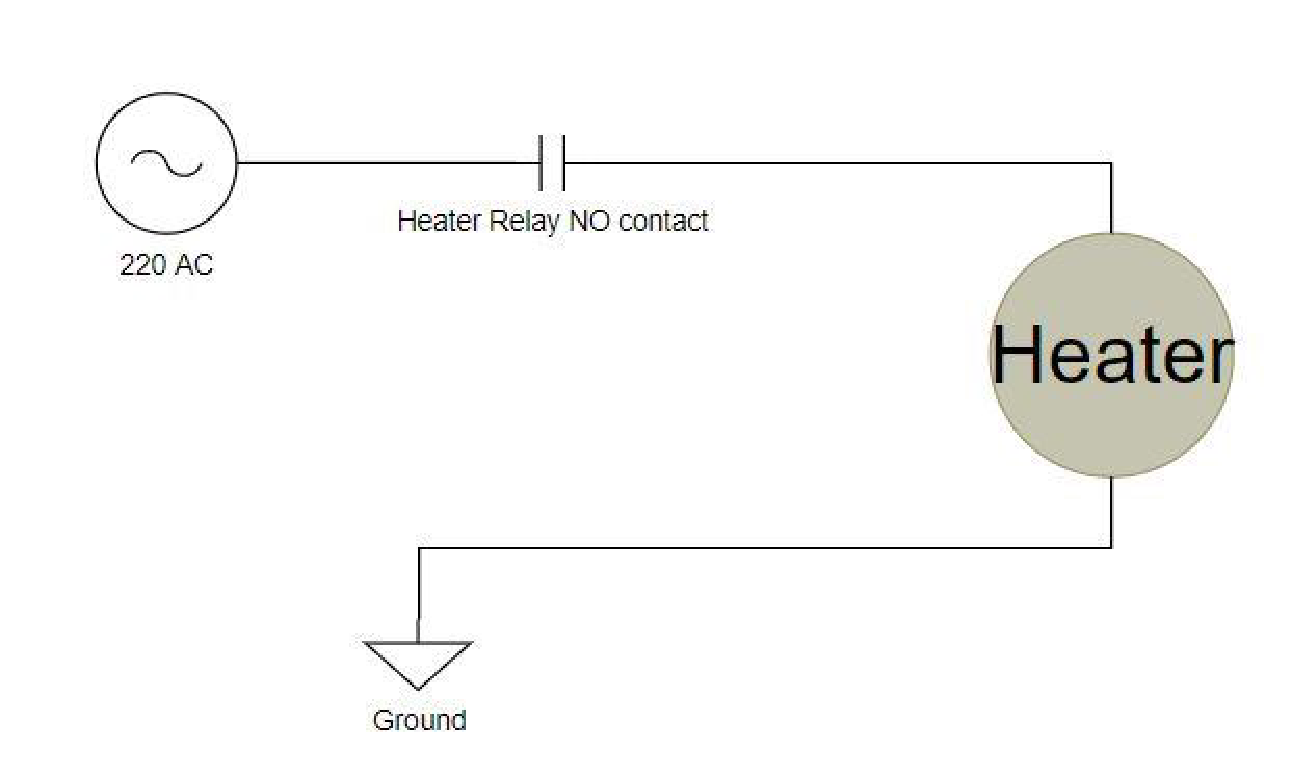 220 AC
Heater Relay NO contact
Heater
Ground